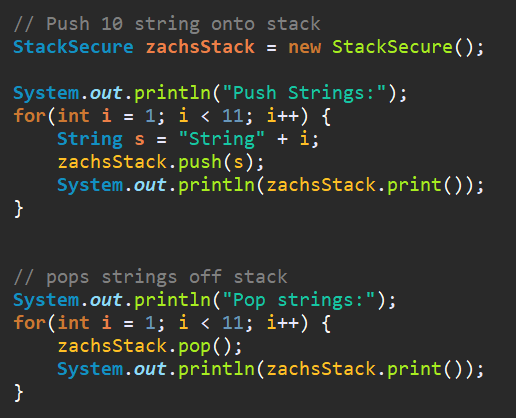 // Push 10 string onto stack
StackSecure zachsStack = new StackSecure();
System.out.println("Push Strings:");
for(int i = 1; i < 11; i++) {
String s = "String" + i;
zachsStack.push(s);
System.out.println(zachsStack.print());
}
// pops strings off stack
System.out.println("Pop strings:");
for(int i = 1; i < 11; i++) {
zachsStack.pop();
System.out.println(zachsStack.print());
}